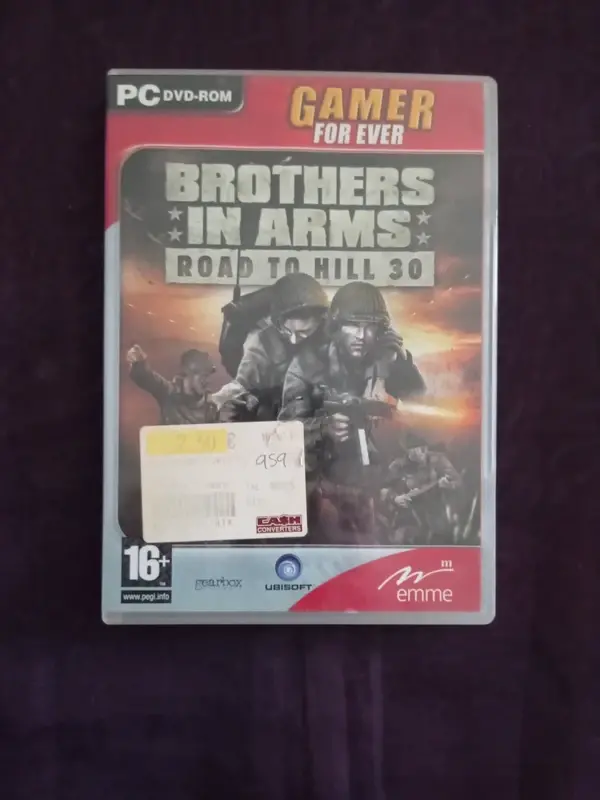 PC DVD-ROM
GAMER
FOR EVER
BROTHERS
IN ARMS
ROAD TO HILL 30
959
CASH
CONVERTERS
16+
www.pegi.info
gearbox
UBISOFT
m
emme